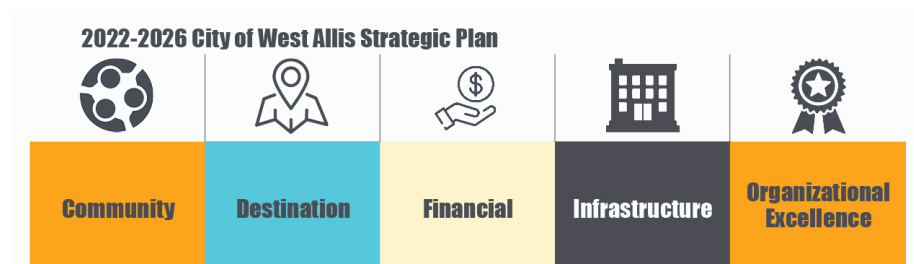 2022-2026 City of West Allis Strategic Plan
$
Community
Destination
Financial
Infrastructure
Organizational
Excellence